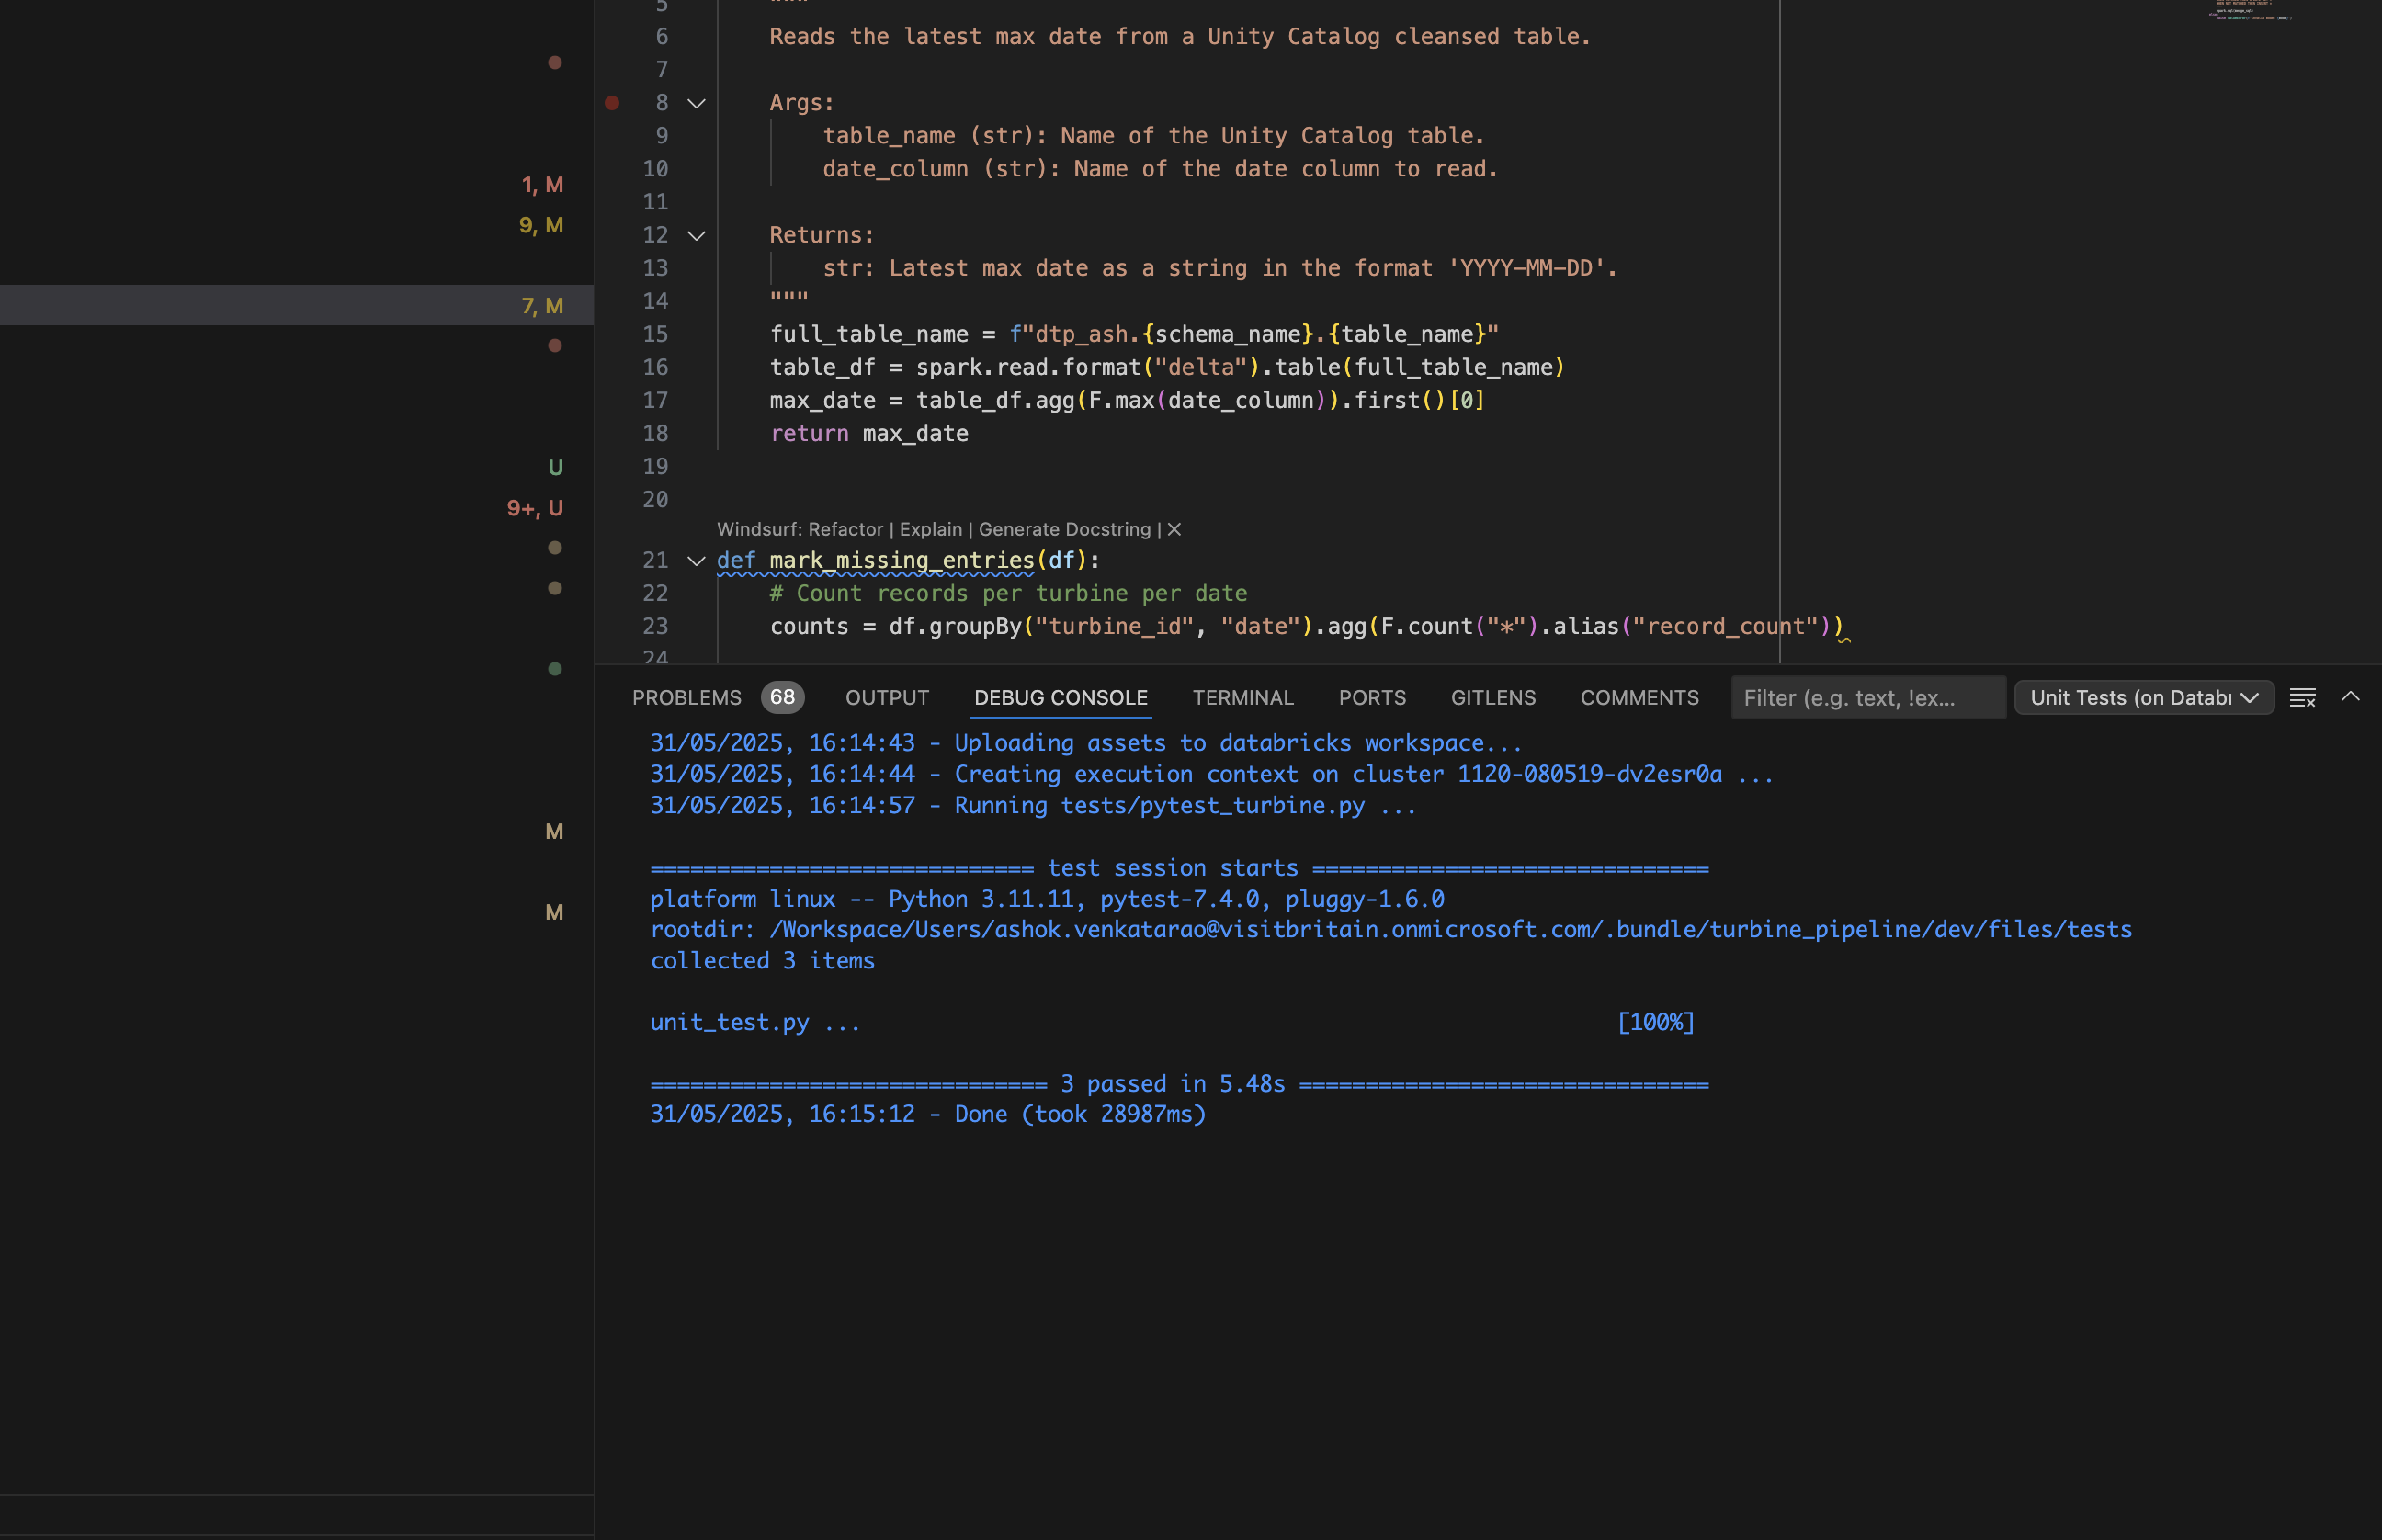 5 """
6 Reads the latest max date from a Unity Catalog cleansed table.
7
8 Args:
9 table_name (str): Name of the Unity Catalog table.
10 date_column (str): Name of the date column to read.
11
12 Returns:
13 str: Latest max date as a string in the format 'YYYY-MM-DD'.
14 """
15 full_table_name = f"dtp_ash.{schema_name}.{table_name}"
16 table_df = spark.read.format("delta").table(full_table_name)
17 max_date = table_df.agg(F.max(date_column)).first()[0]
18 return max_date
19
20
Windsurf: Refactor | Explain | Generate Docstring | ×
21 def mark_missing_entries(df):
22 # Count records per turbine per date
23 counts = df.groupBy("turbine_id", "date").agg(F.count("*").alias("record_count"))
24
1, M
9, M
7, M
U
9+, U
M
M
PROBLEMS 68 OUTPUT DEBUG CONSOLE TERMINAL PORTS GITLENS COMMENTS Filter (e.g. text, !ex... Unit Tests (on Databr
31/05/2025, 16:14:43 - Uploading assets to databricks workspace...
31/05/2025, 16:14:44 - Creating execution context on cluster 1120-080519-dv2esr0a ...
31/05/2025, 16:14:57 - Running tests/pytest_turbine.py ...
============================= test session starts ==============================
platform linux -- Python 3.11.11, pytest-7.4.0, pluggy-1.6.0
rootdir: /Workspace/Users/ashok.venkatarao@visitbritain.onmicrosoft.com/.bundle/turbine_pipeline/dev/files/tests
collected 3 items
unit_test.py ... [100%]
============================== 3 passed in 5.48s ===============================
31/05/2025, 16:15:12 - Done (took 28987ms)